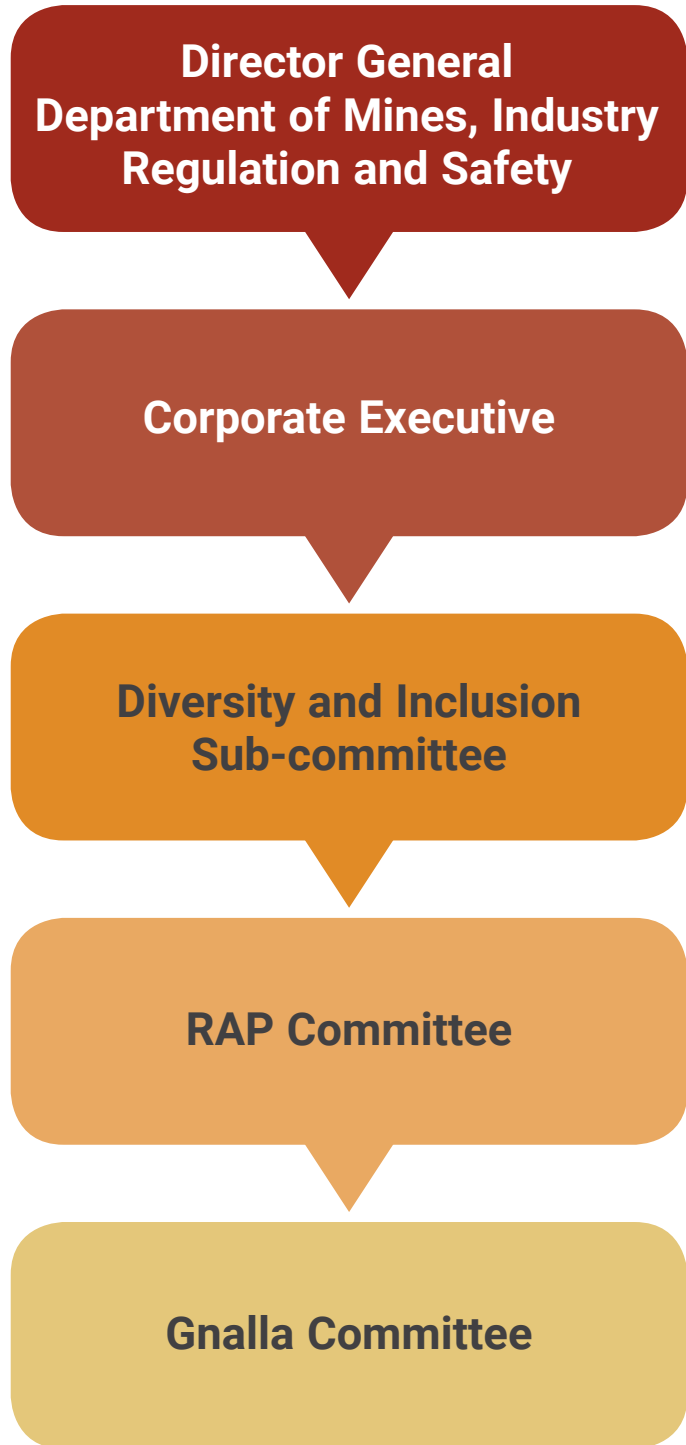 Director General
Department of Mines, Industry
Regulation and Safety
Corporate Executive
Diversity and Inclusion
Sub-committee
RAP Committee
Gnalla Committee